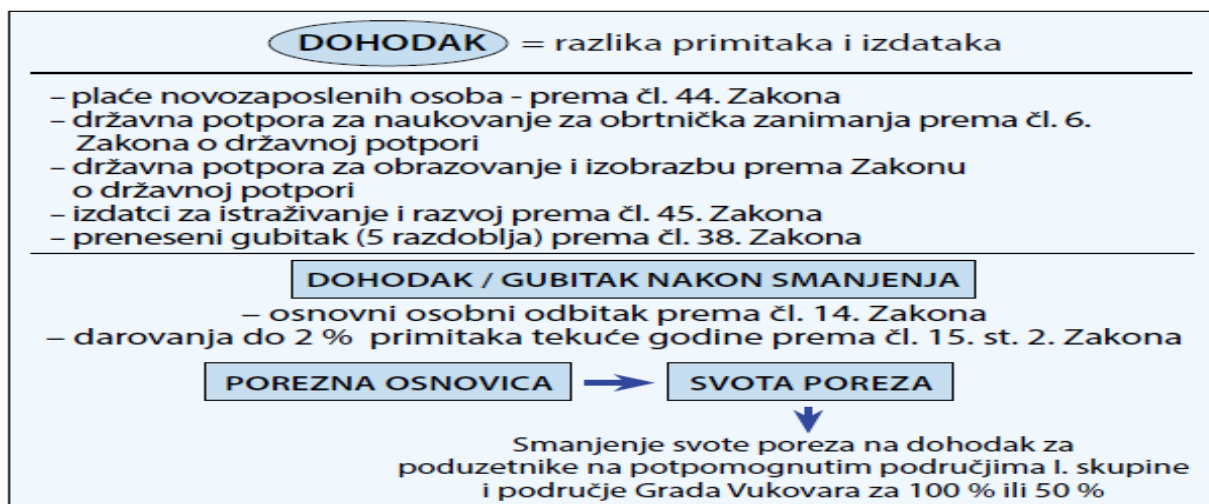 DOHODAK = razlika primitaka i izdataka
– plaće novozaposlenih osoba - prema čl. 44. Zakona
– državna potpora za naukovanje za obrtnička zanimanja prema čl. 6.
Zakona o državnoj potpori
– državna potpora za obrazovanje i izobrazbu prema Zakonu
o državnoj potpori
– izdatci za istraživanje i razvoj prema čl. 45. Zakona
– preneseni gubitak (5 razdoblja) prema čl. 38. Zakona
DOHODAK / GUBITAK NAKON SMANJENJA
– osnovni osobni odbitak prema čl. 14. Zakona
– darovanja do 2 % primitaka tekuće godine prema čl. 15. st. 2. Zakona
POREZNA OSNOVICA
SVOTA POREZA
Smanjenje svote poreza na dohodak za
poduzetnike na potpomognutim područjima I. skupine
i područje Grada Vukovara za 100 % ili 50 %